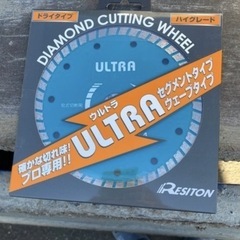 ドライタイプ
ハイグレード
DIAMOND CUTTING WHEEL
ULTRA
ウルトラ
ULTRA
セグメントタイプ
ウェーブタイプ
確かな切れ味!
プロ専用!!
RESITON